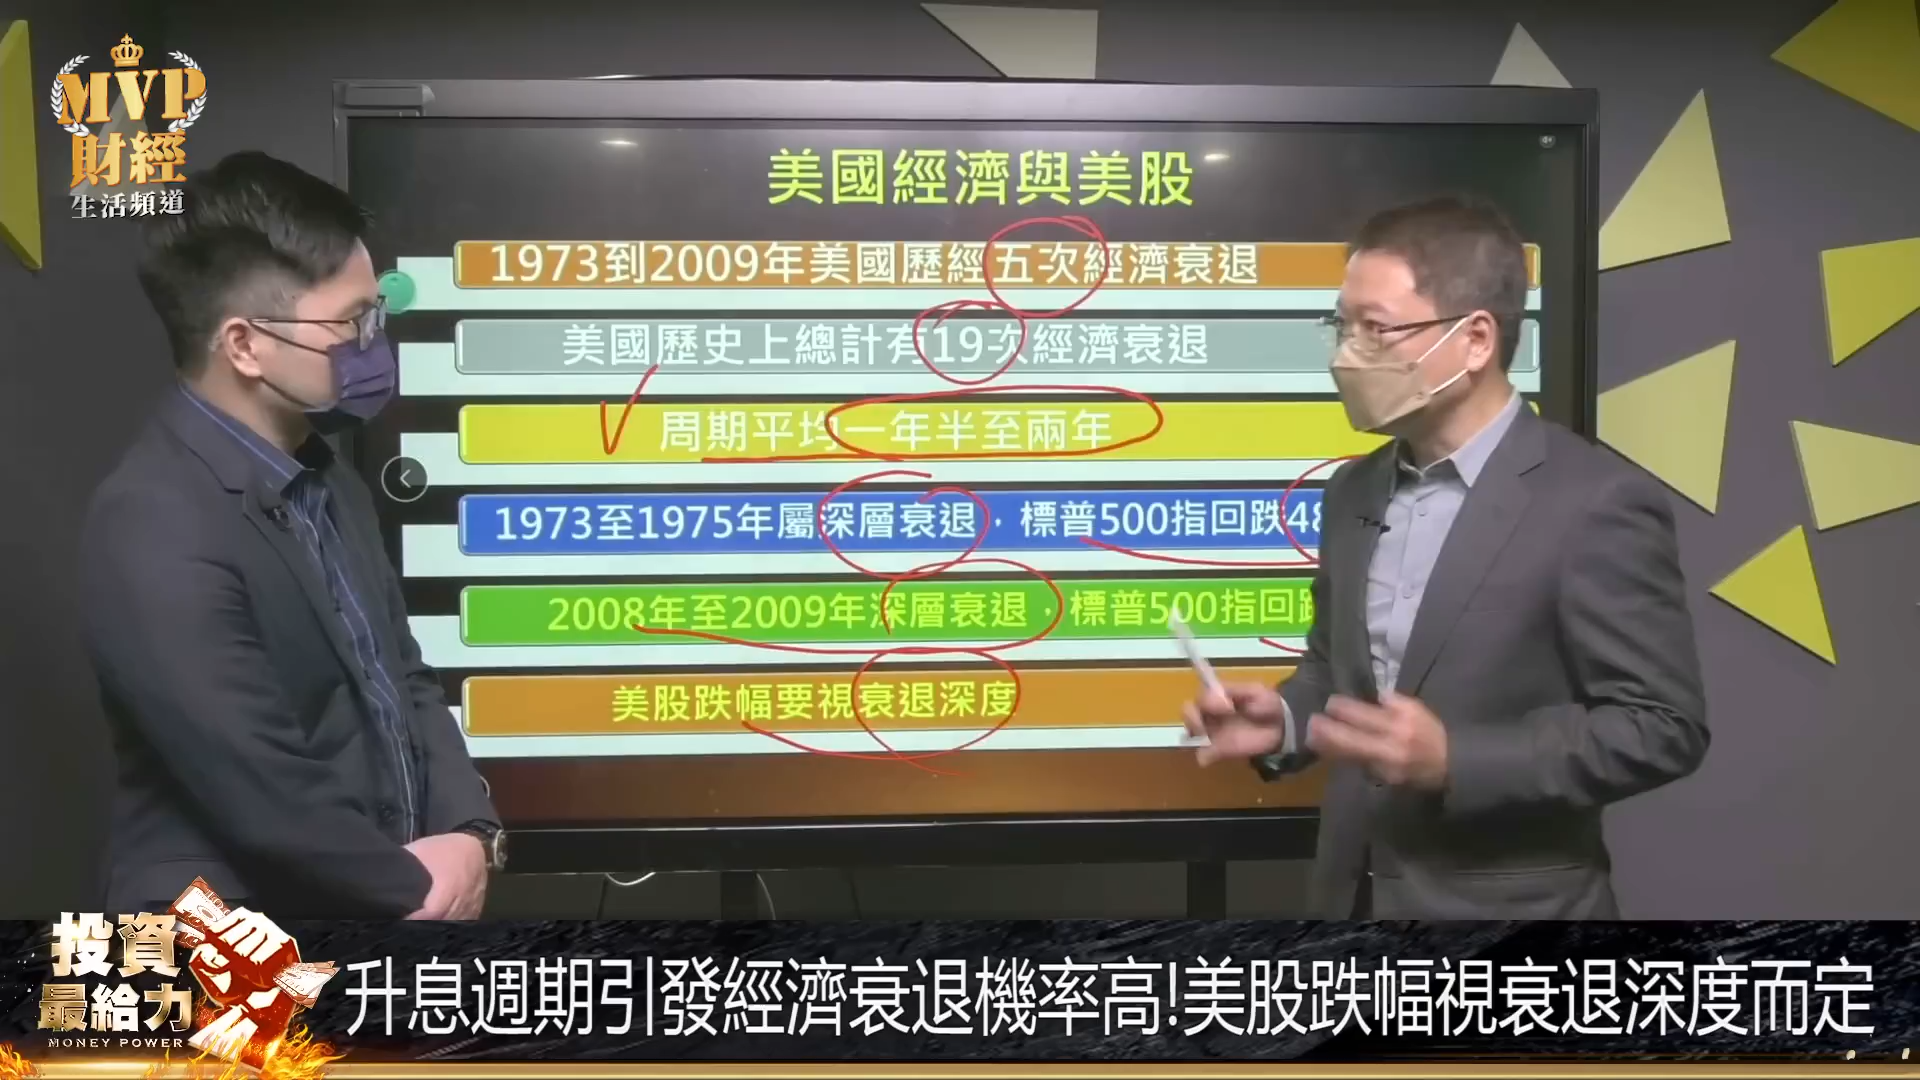 MVP
財經
生活頻道
美國經濟與美股
1973到2009年美國歷經五次經濟衰退
美國歷史上總計有19次經濟衰退
周期平均一年半至兩年
1973至1975年屬深層衰退，標普500指回跌48
2008年至2009年深層衰退，標普500指回跌
美股跌幅要視衰退深度
投資
最給力
MONEY POWER
升息週期引發經濟衰退機率高!美股跌幅視衰退深度而定